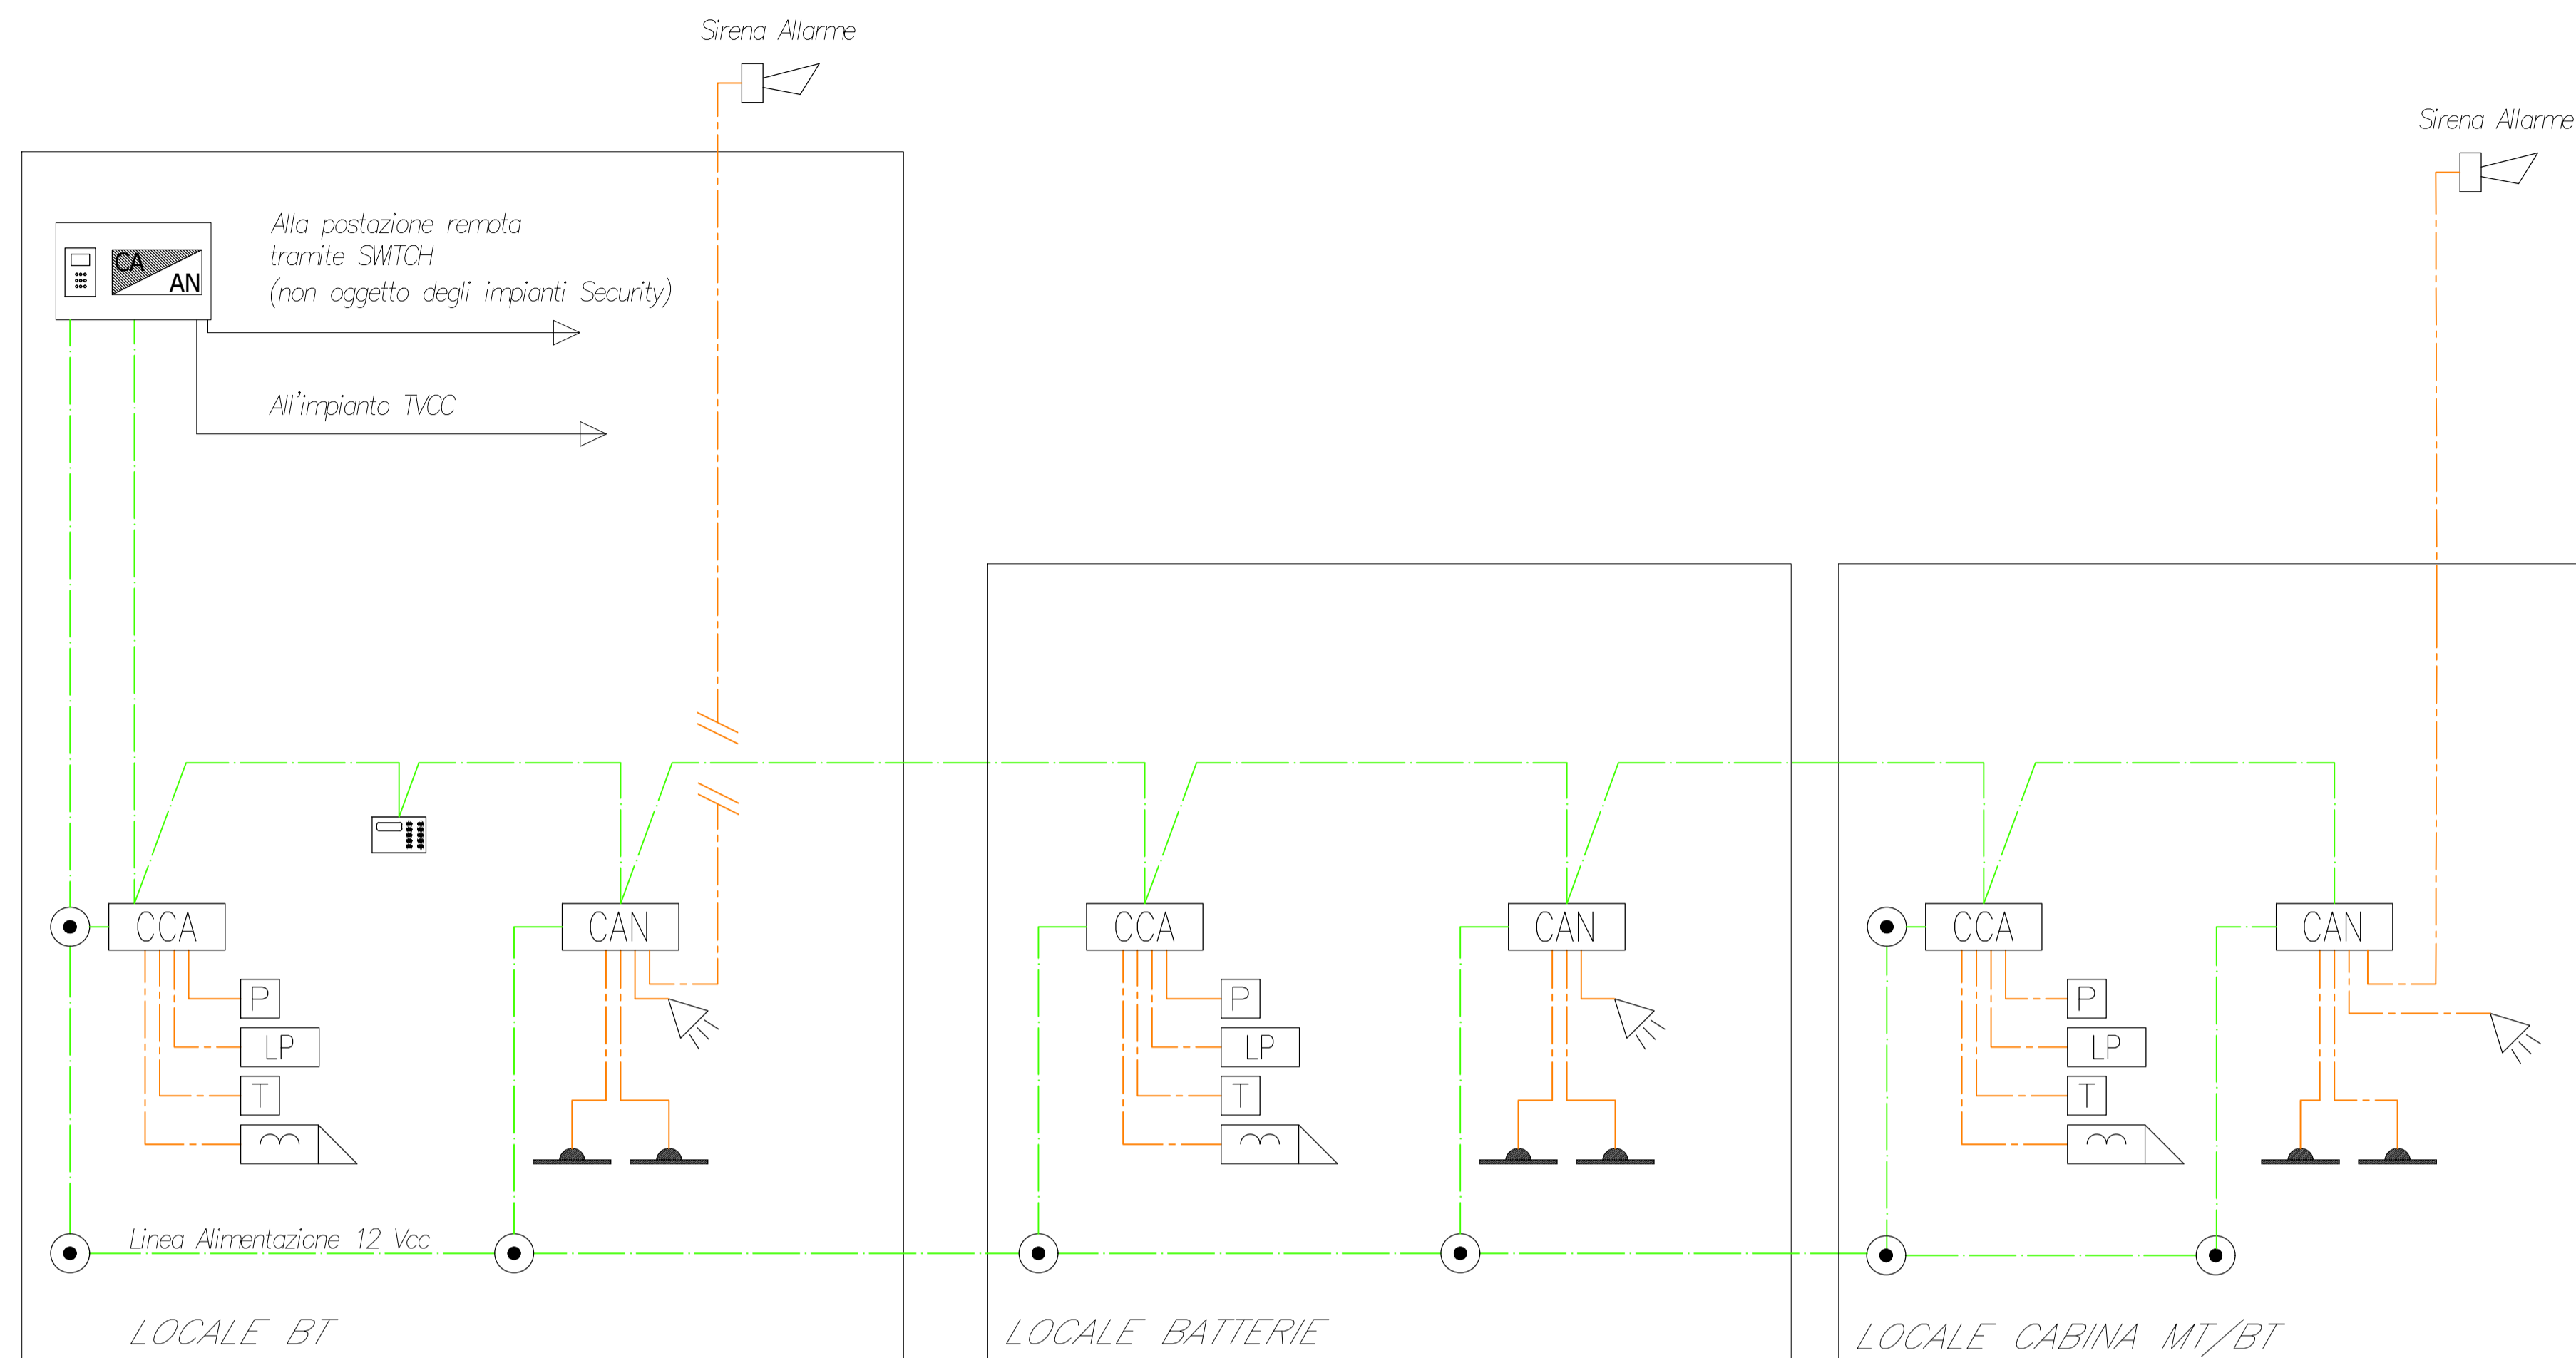 Sirena Allarme
Sirena Allarme
Alla postazione remota
tramite SWITCH
(non oggetto degli impianti Security)
CA
AN
All'impianto TVCC
CCA
CAN
CCA
CAN
CCA
CAN
P
P
P
LP
LP
LP
T
T
T
Linea Alimentazione 12 Vcc
LOCALE BT
LOCALE BATTERIE
LOCALE CABINA MT/BT